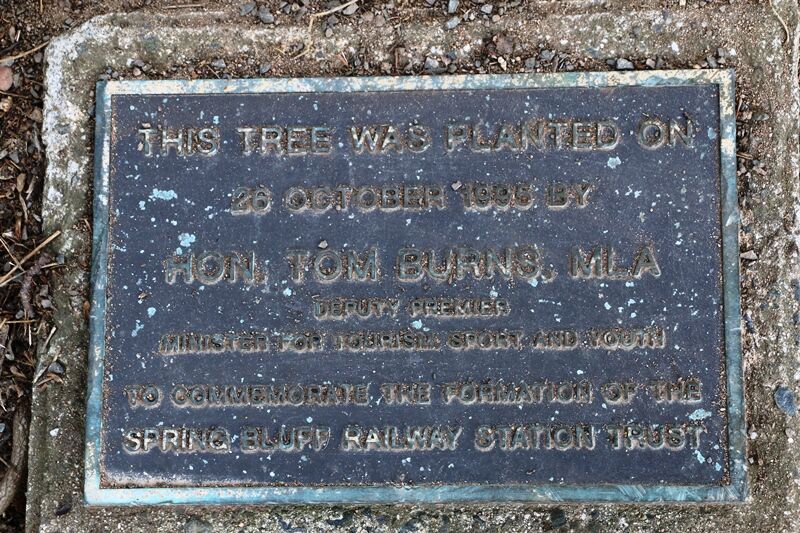 THIS TREE WAS PLANTED ON
26 OCTOBER 1995 BY
HON. TOM BURNS, MLA
DEPUTY PREMIER
MINISTER FOR TOURISM, SPORT AND YOUTH
TO COMMEMORATE THE FORMATION OF THE
SPRING BLUFF RAILWAY STATION TRUST